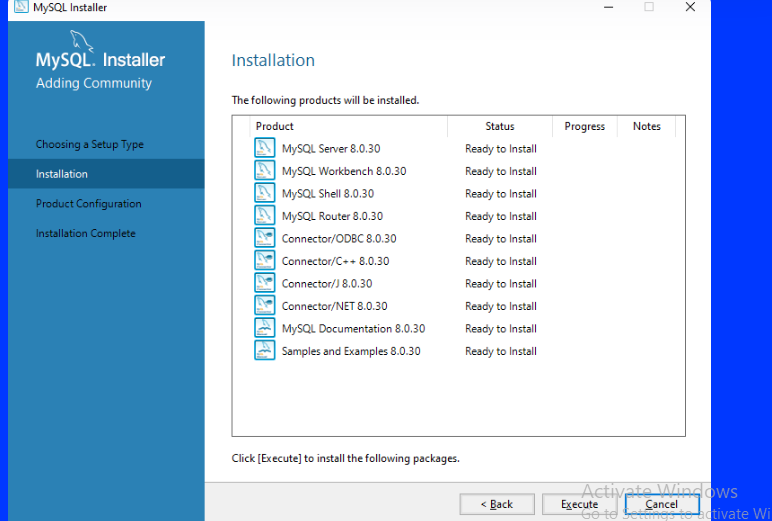 MySQL Installer
MySQL. Installer
Adding Community
Choosing a Setup Type
Installation
Product Configuration
Installation Complete
Installation
The following products will be installed.
Product Status Progress Notes
MySQL Server 8.0.30 Ready to Install
MySQL Workbench 8.0.30 Ready to Install
MySQL Shell 8.0.30 Ready to Install
MySQL Router 8.0.30 Ready to Install
Connector/ODBC 8.0.30 Ready to Install
Connector/C++ 8.0.30 Ready to Install
Connector/J 8.0.30 Ready to Install
Connector/NET 8.0.30 Ready to Install
MySQL Documentation 8.0.30 Ready to Install
Samples and Examples 8.0.30 Ready to Install
Click [Execute] to install the following packages.
< Back Execute Cancel
Activate Windows
Go to Settings to activate Wi